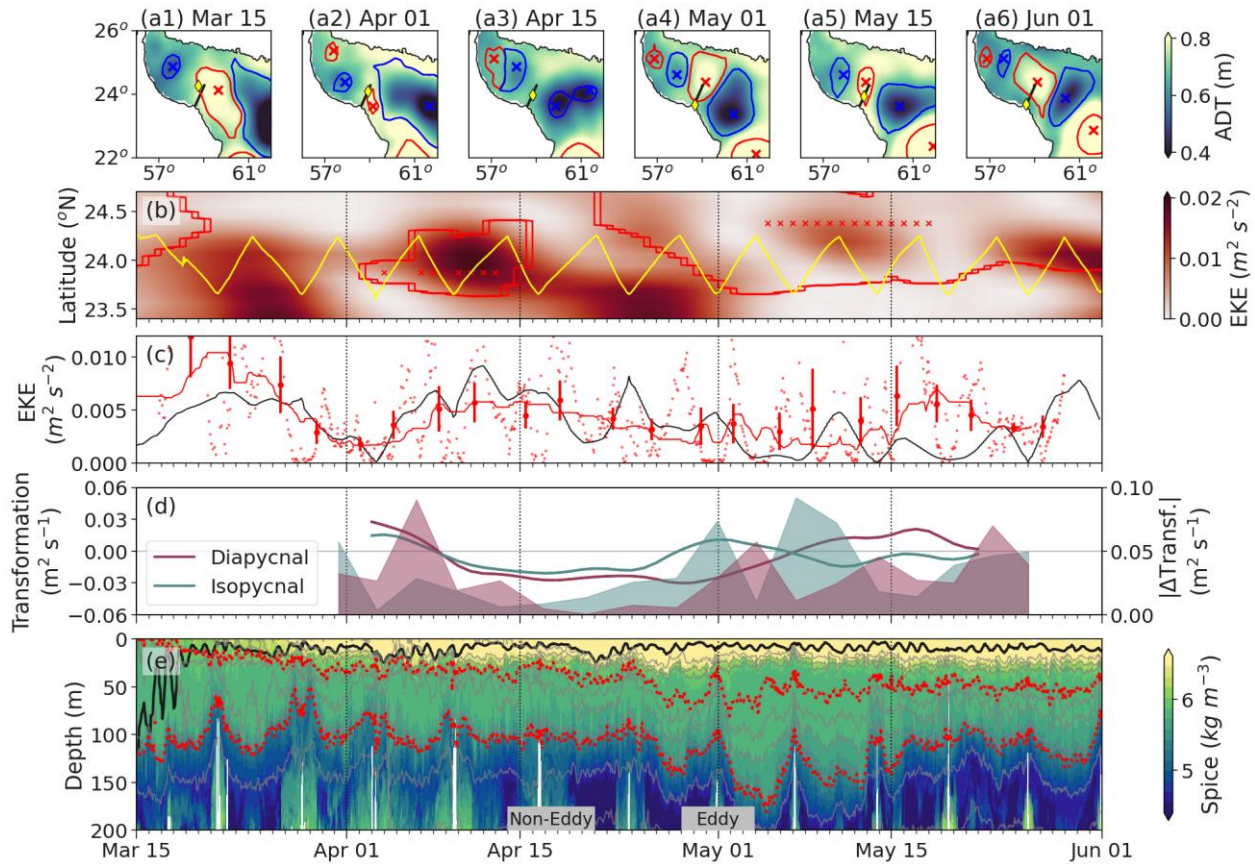 (a1) Mar 15 (a2) Apr 01 (a3) Apr 15 (a4) May 01 (a5) May 15 (a6) Jun 01
26°
24°
22°
57° 61° 57° 61° 57° 61° 57° 61° 57° 61° 57° 61°
0.8
0.6
0.4
ADT (m)
(b)
Latitude (°N)
24.5
24.0
23.5
0.02
0.01
0.00
EKE (m² s⁻²)
(c)
EKE
(m² s⁻²)
0.010
0.005
0.000
(d)
Transformation
(m² s⁻¹)
0.06
0.03
0.00
−0.03
−0.06
Diapycnal
Isopycnal
0.10
0.05
0.00
|ΔTransf.|
(m² s⁻¹)
(e)
Depth (m)
0
50
100
150
200
Non-Eddy Eddy
6
5
Spice (kg m⁻³)
Mar 15 Apr 01 Apr 15 May 01 May 15 Jun 01